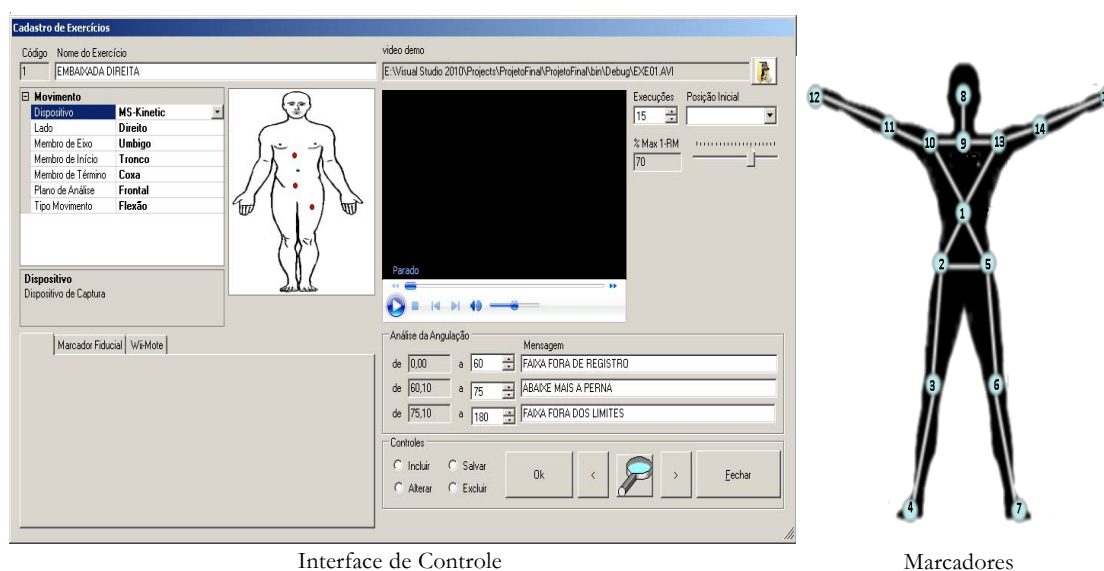 Cadastro de Exercícios
Código Nome do Exercício
1 EMBAIXADA DIREITA
video demo
E:\Visual Studio 2010\Projects\ProjetoFinal\ProjetoFinal\bin\Debug\EXE01.AVI
Movimento
Dispositivo MS-Kinetic
Lado Direito
Membro de Eixo Umbigo
Membro de Início Tronco
Membro de Término Coxa
Plano de Análise Frontal
Tipo Movimento Flexão
Dispositivo
Dispositivo de Captura
Marcador Fiducial Wii-Mote
Parado
Execuções Posição Inicial
15
% Max 1-RM
70
Análise da Angulação
Mensagem
de 0,00 a 60 FAIXA FORA DE REGISTRO
de 60,10 a 75 ABAIXE MAIS A PERNA
de 75,10 a 180 FAIXA FORA DOS LIMITES
Controles
Incluir Salvar
Alterar Excluir
Ok < > Fechar
Interface de Controle
12
8
11
14
10 9 13
1
2 5
3 6
4 7
Marcadores